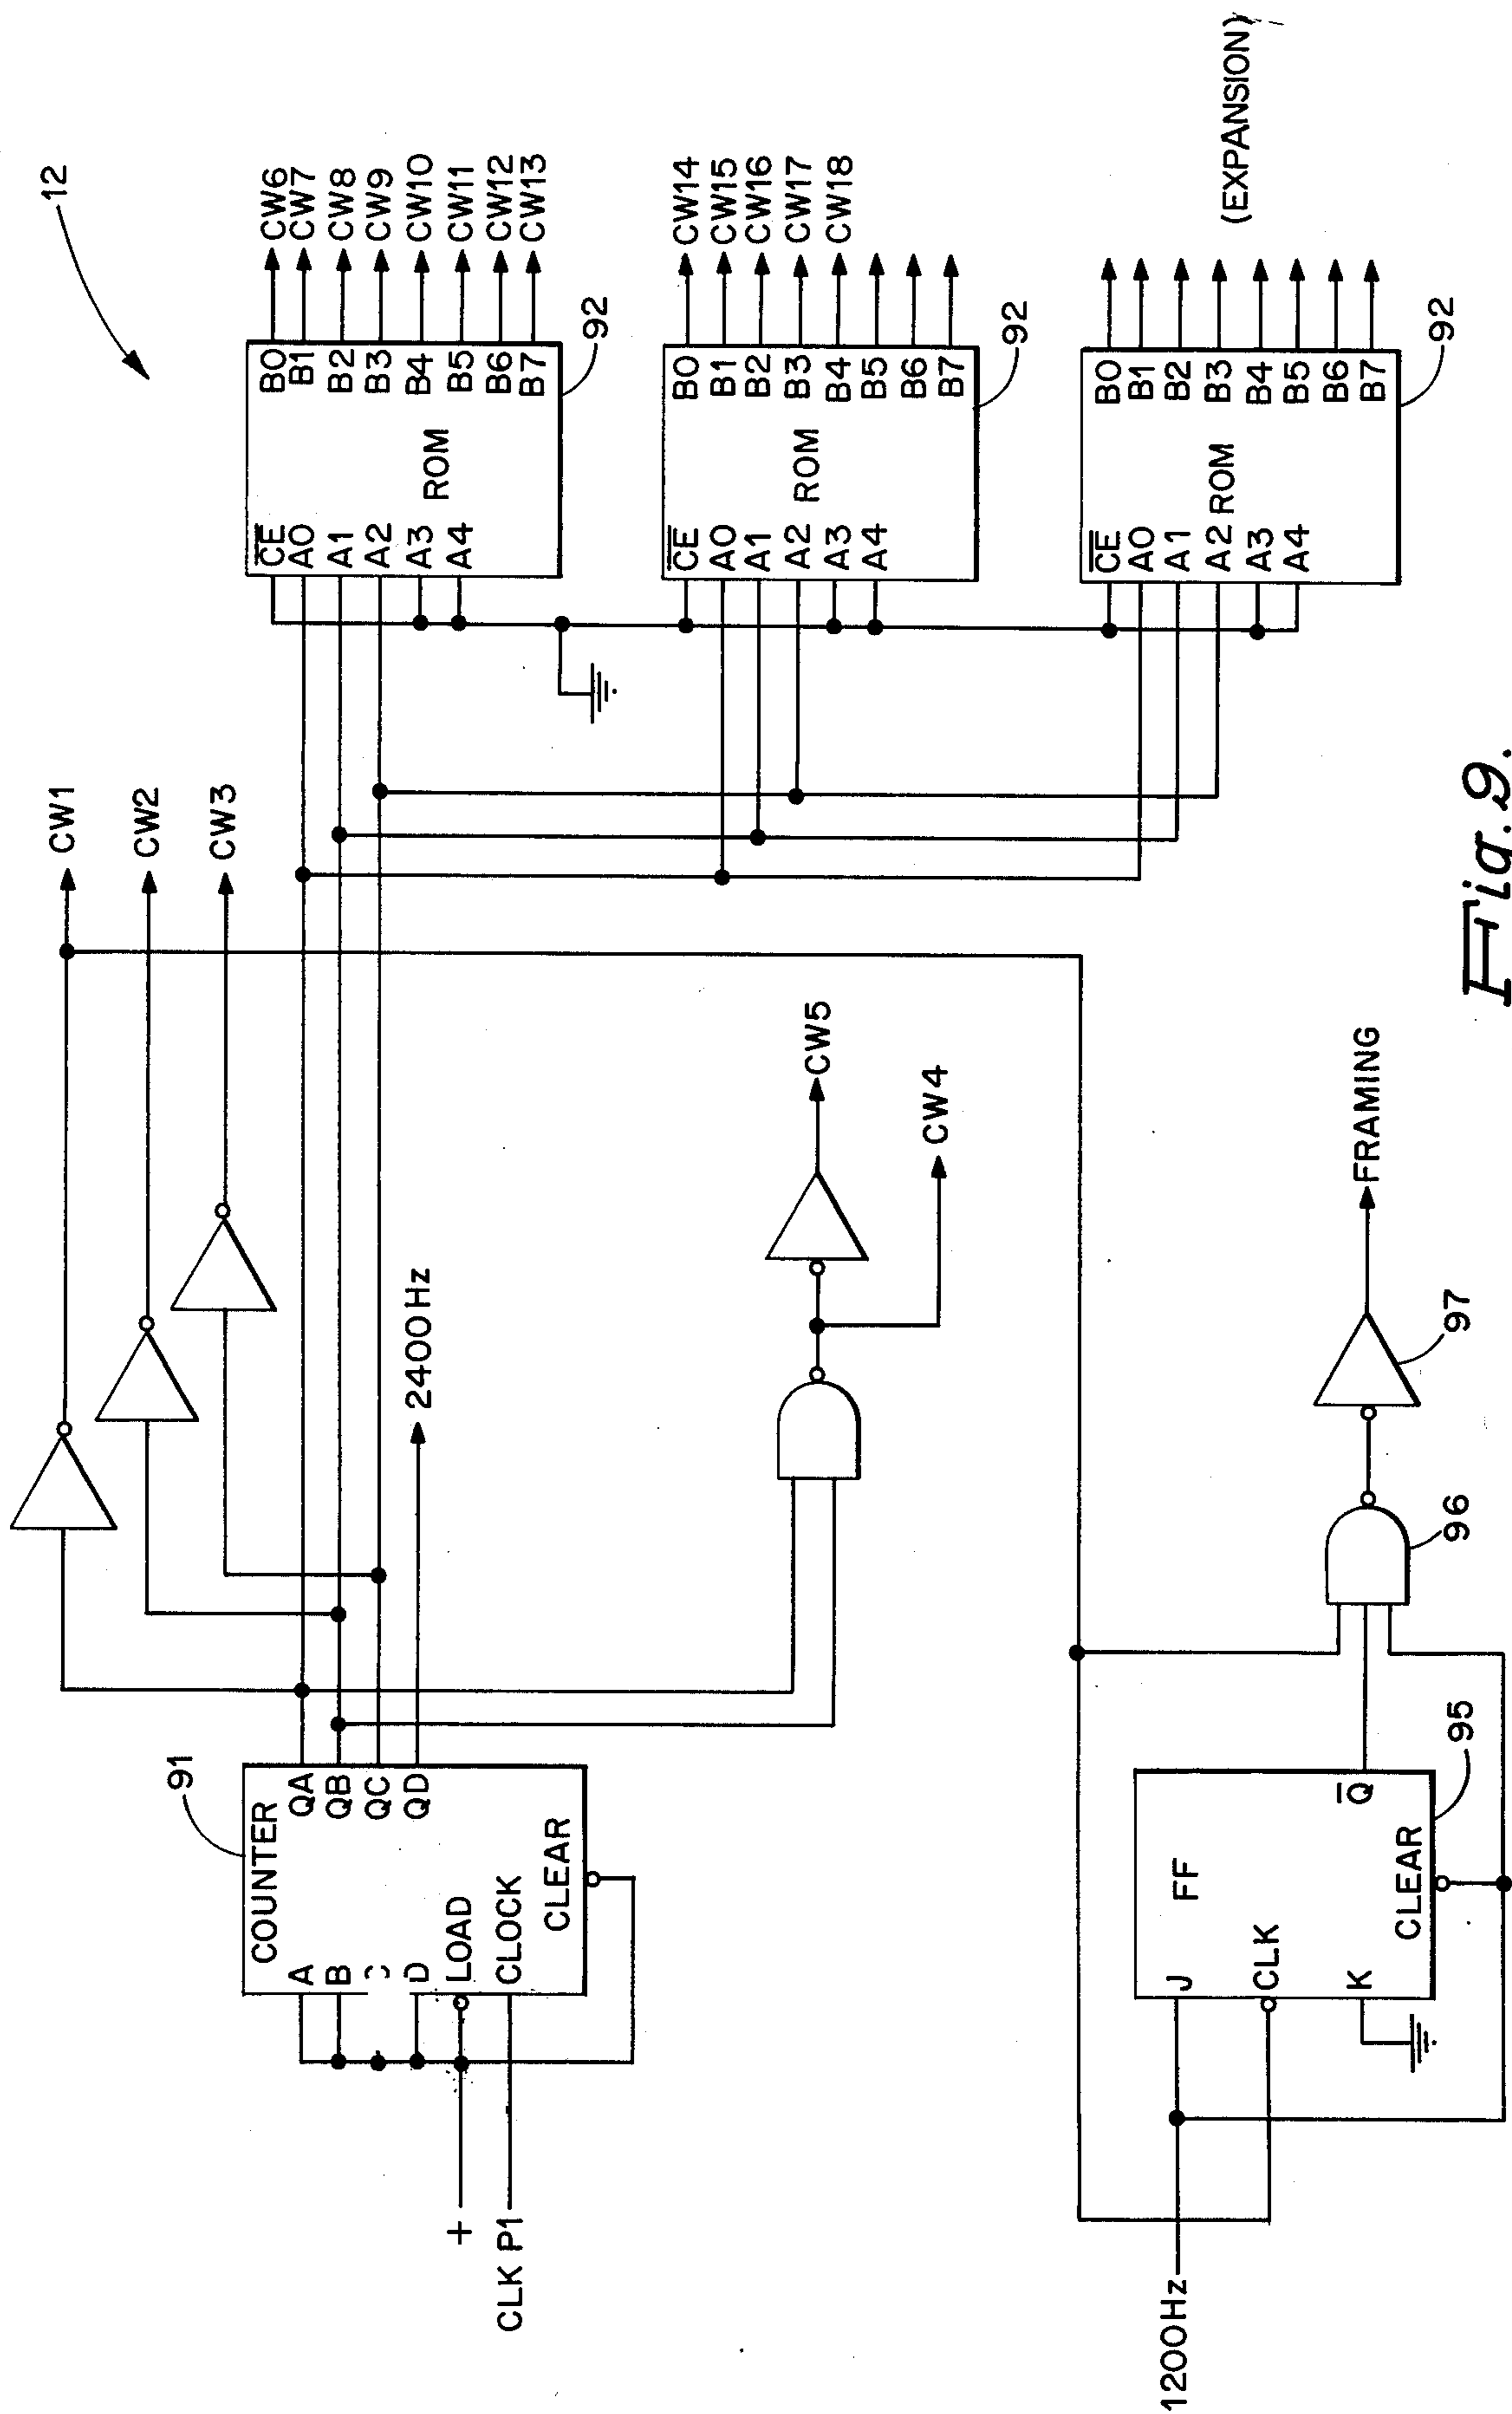 12
CW1
CW2
CW3
91
COUNTER
A
B
D
LOAD
CLOCK
CLEAR
QA
QB
QC
QD
+
CLK P1
2400Hz
CW5
CW4
CE
A0
A1
A2
A3
A4
ROM
B0
B1
B2
B3
B4
B5
B6
B7
CW6
CW7
CW8
CW9
CW10
CW11
CW12
CW13
92
CE
A0
A1
A2
A3
A4
ROM
B0
B1
B2
B3
B4
B5
B6
B7
CW14
CW15
CW16
CW17
CW18
92
CE
A0
A1
A2
A3
A4
ROM
B0
B1
B2
B3
B4
B5
B6
B7
(EXPANSION)
92
1200Hz
J
FF
CLK
K
CLEAR
Q
95
96
97
FRAMING
Fig. 9.